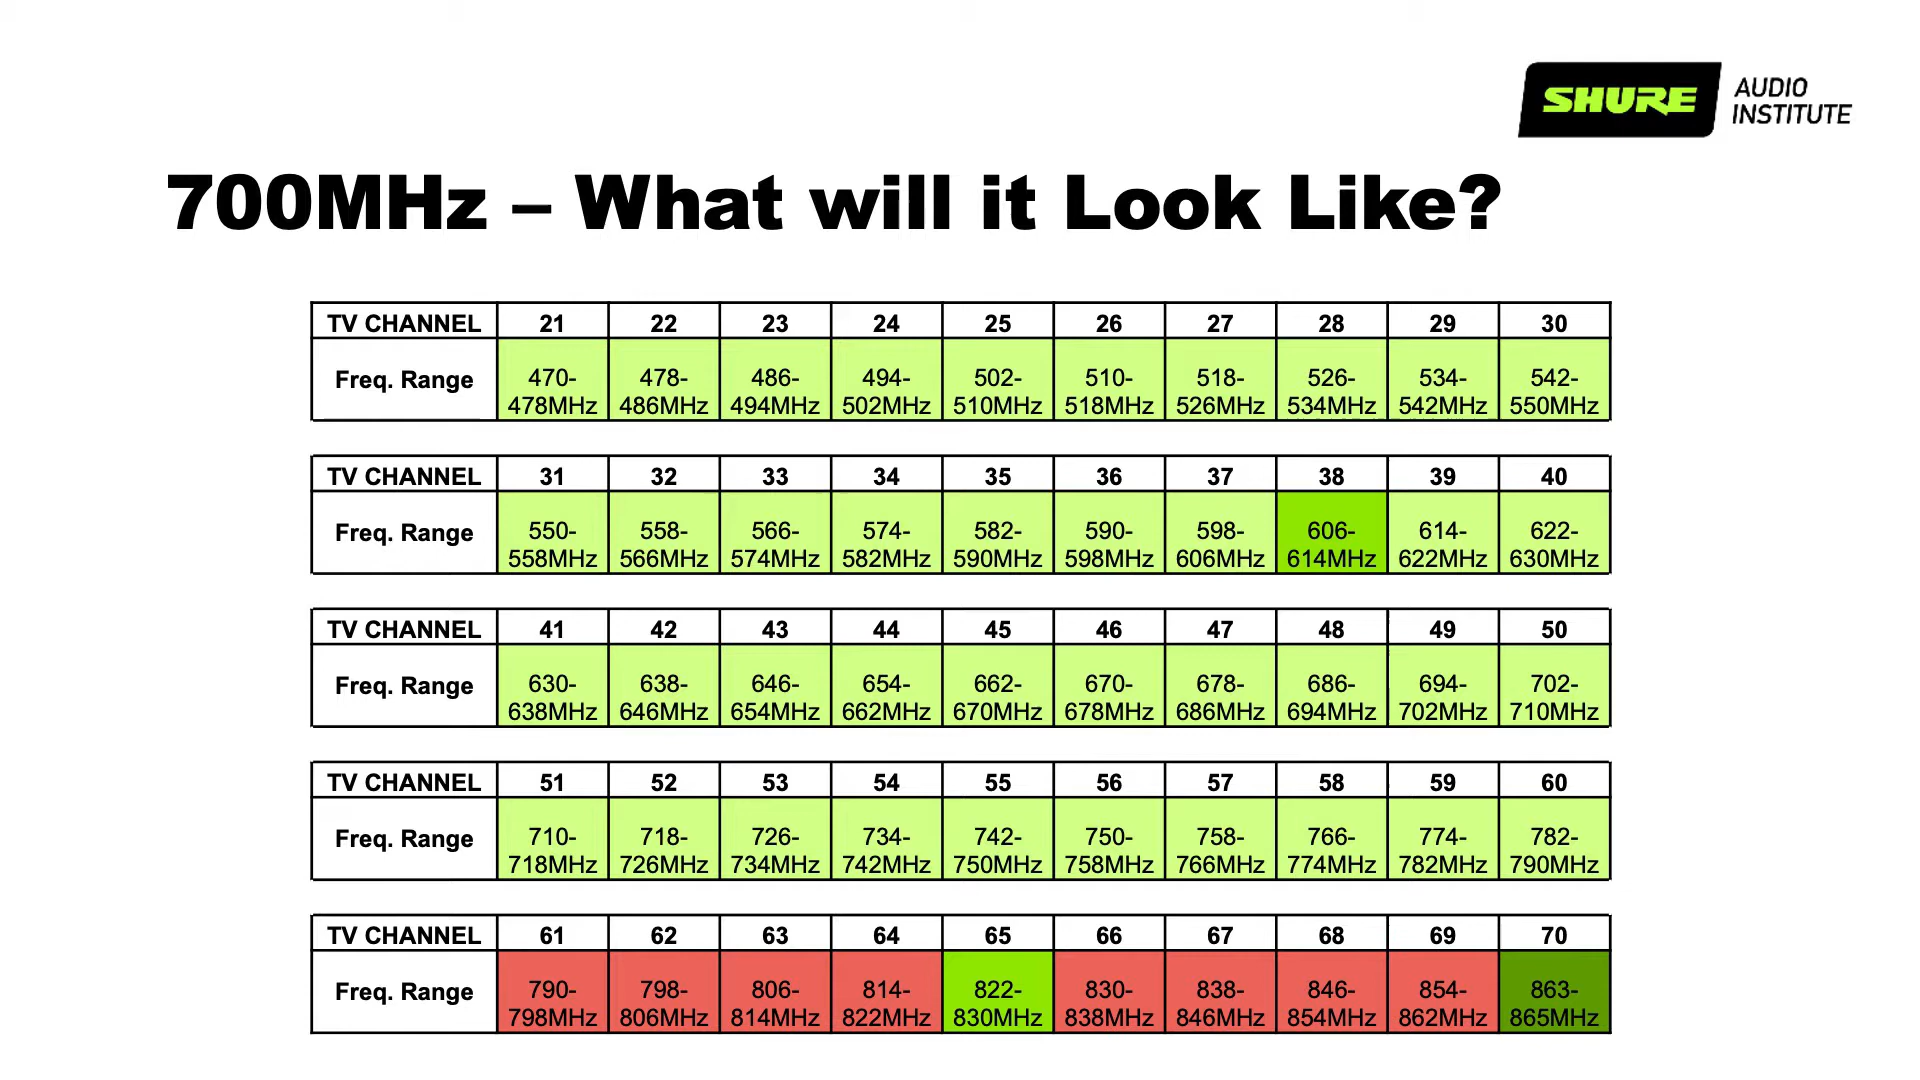 SHURE
AUDIO
INSTITUTE
700MHz – What will it Look Like?
TV CHANNEL 21 22 23 24 25 26 27 28 29 30
Freq. Range 470- 478- 486- 494- 502- 510- 518- 526- 534- 542-
478MHz 486MHz 494MHz 502MHz 510MHz 518MHz 526MHz 534MHz 542MHz 550MHz
TV CHANNEL 31 32 33 34 35 36 37 38 39 40
Freq. Range 550- 558- 566- 574- 582- 590- 598- 606- 614- 622-
558MHz 566MHz 574MHz 582MHz 590MHz 598MHz 606MHz 614MHz 622MHz 630MHz
TV CHANNEL 41 42 43 44 45 46 47 48 49 50
Freq. Range 630- 638- 646- 654- 662- 670- 678- 686- 694- 702-
638MHz 646MHz 654MHz 662MHz 670MHz 678MHz 686MHz 694MHz 702MHz 710MHz
TV CHANNEL 51 52 53 54 55 56 57 58 59 60
Freq. Range 710- 718- 726- 734- 742- 750- 758- 766- 774- 782-
718MHz 726MHz 734MHz 742MHz 750MHz 758MHz 766MHz 774MHz 782MHz 790MHz
TV CHANNEL 61 62 63 64 65 66 67 68 69 70
Freq. Range 790- 798- 806- 814- 822- 830- 838- 846- 854- 863-
798MHz 806MHz 814MHz 822MHz 830MHz 838MHz 846MHz 854MHz 862MHz 865MHz